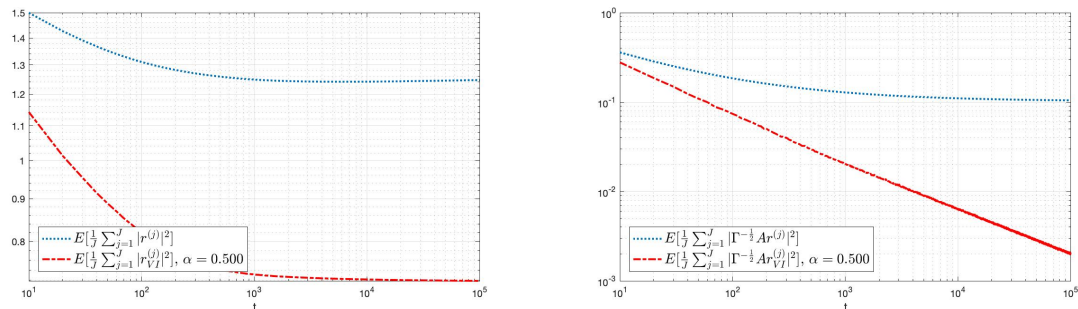 1.5
1.4
1.3
1.2
1.1
1
0.9
0.8
E[1/J ∑_{j=1}^{J} |r^{(j)}|^2]
E[1/J ∑_{j=1}^{J} |r_{VI}^{(j)}|^2], α = 0.500
10^1 10^2 10^3 10^4 10^5
t
10^0
10^{-1}
10^{-2}
10^{-3}
E[1/J ∑_{j=1}^{J} |Γ^{-1/2} Ar^{(j)}|^2]
E[1/J ∑_{j=1}^{J} |Γ^{-1/2} Ar_{VI}^{(j)}|^2], α = 0.500
10^1 10^2 10^3 10^4 10^5
t